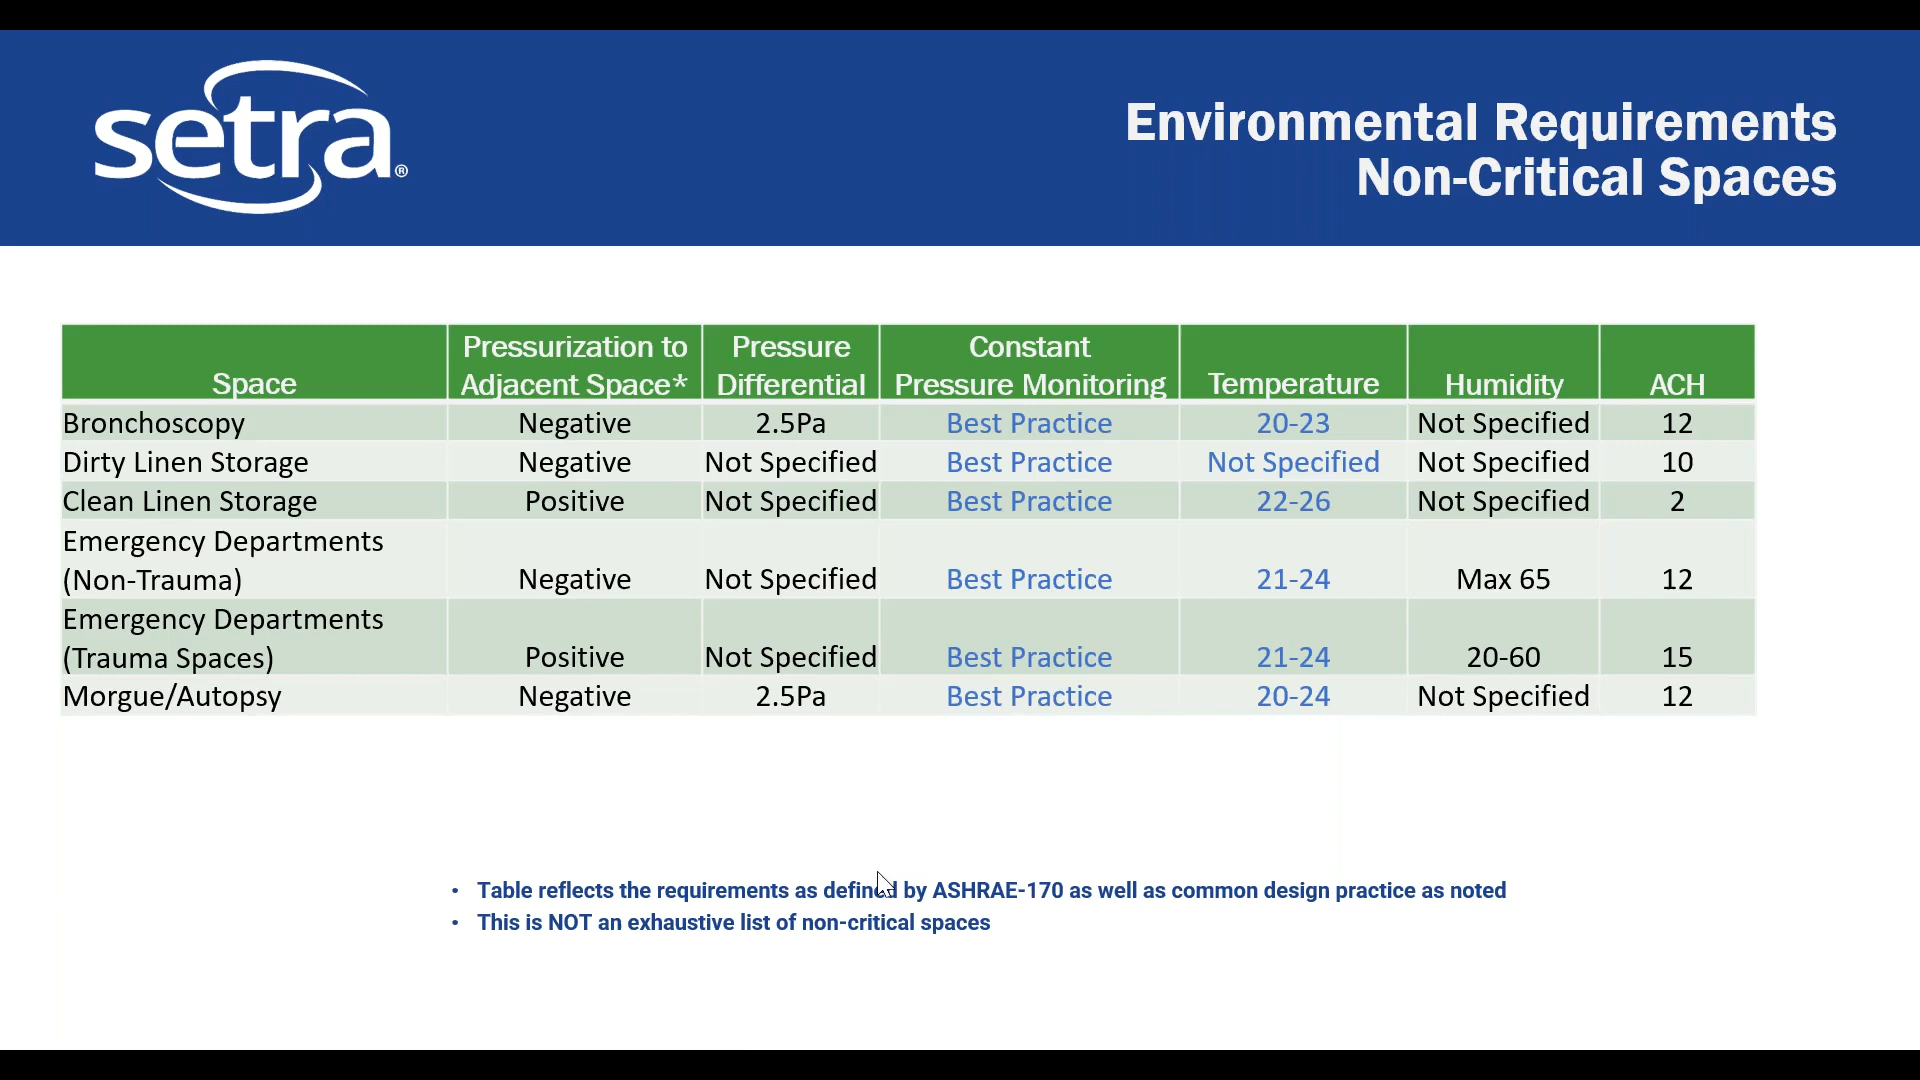 setra®
Environmental Requirements
Non-Critical Spaces
Space | Pressurization to Adjacent Space* | Pressure Differential | Constant Pressure Monitoring | Temperature | Humidity | ACH
Bronchoscopy | Negative | 2.5Pa | Best Practice | 20-23 | Not Specified | 12
Dirty Linen Storage | Negative | Not Specified | Best Practice | Not Specified | Not Specified | 10
Clean Linen Storage | Positive | Not Specified | Best Practice | 22-26 | Not Specified | 2
Emergency Departments (Non-Trauma) | Negative | Not Specified | Best Practice | 21-24 | Max 65 | 12
Emergency Departments (Trauma Spaces) | Positive | Not Specified | Best Practice | 21-24 | 20-60 | 15
Morgue/Autopsy | Negative | 2.5Pa | Best Practice | 20-24 | Not Specified | 12
• Table reflects the requirements as defined by ASHRAE-170 as well as common design practice as noted
• This is NOT an exhaustive list of non-critical spaces